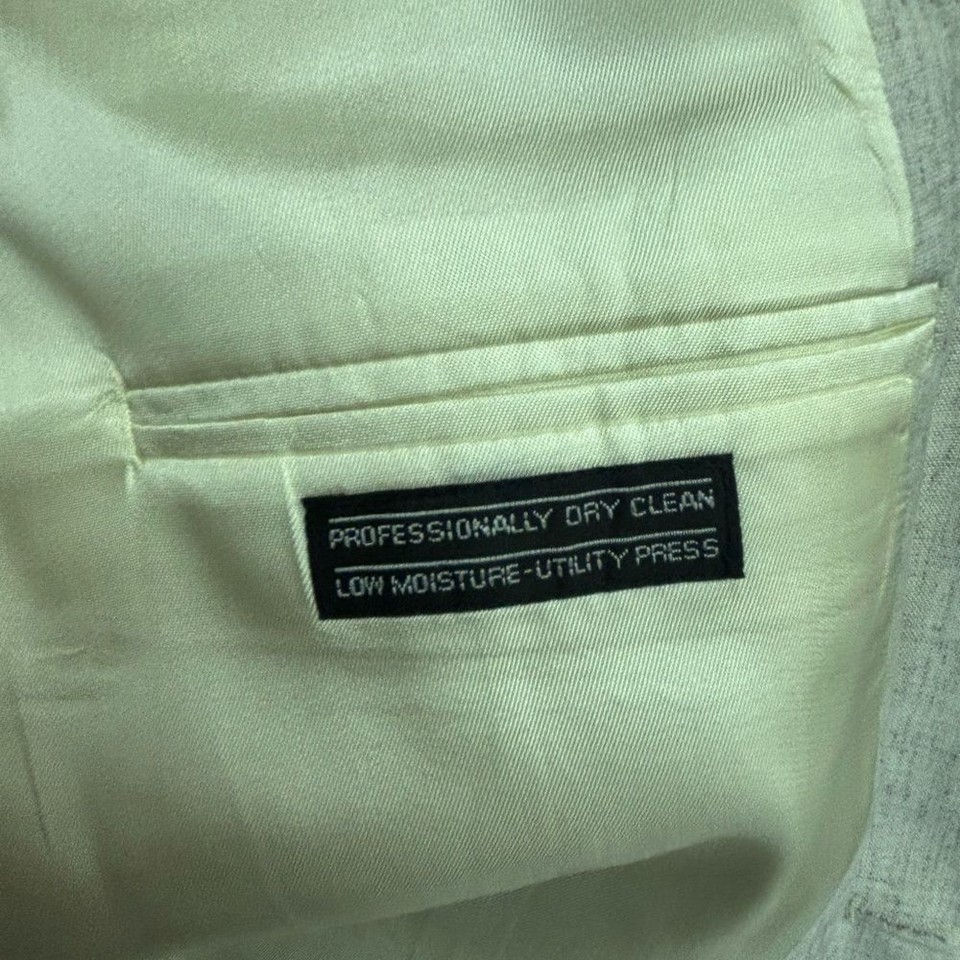 PROFESSIONALLY DRY CLEAN
LOW MOISTURE-UTILITY PRESS